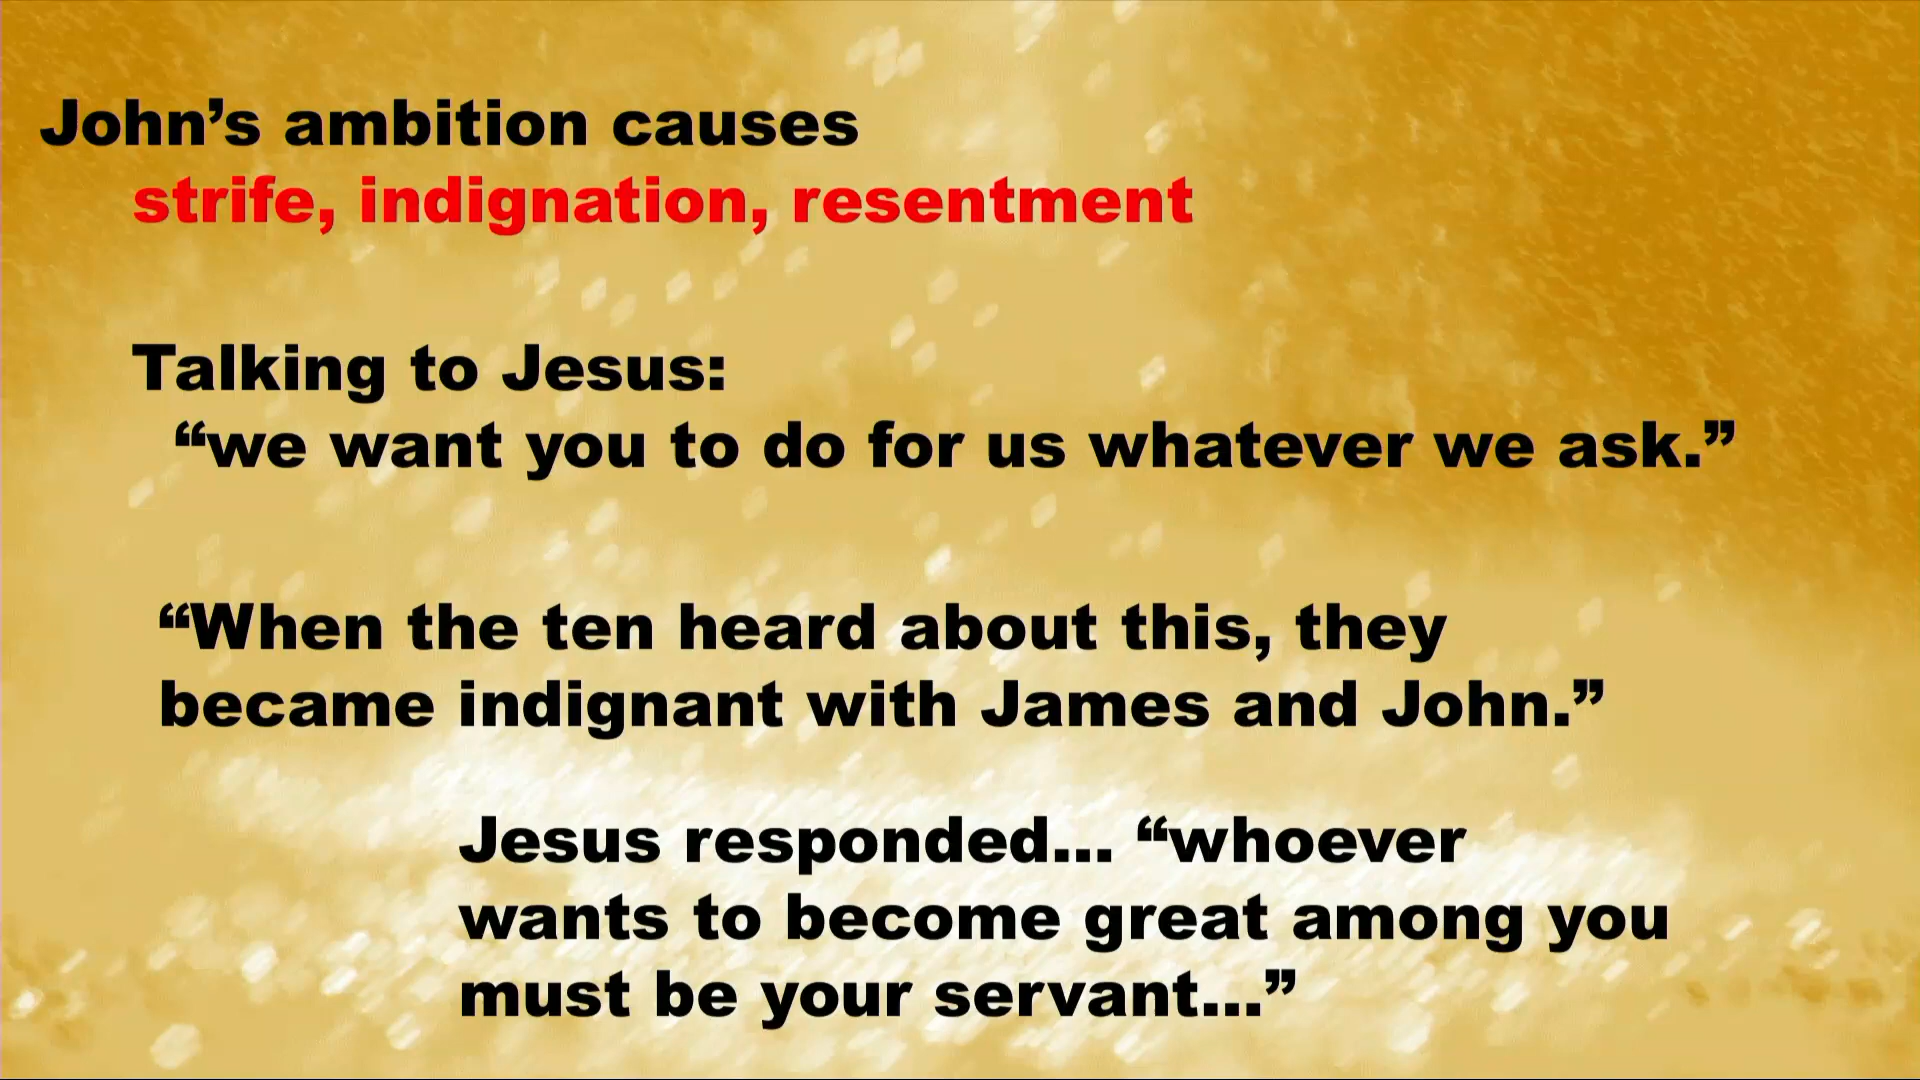 John’s ambition causes
strife, indignation, resentment
Talking to Jesus:
“we want you to do for us whatever we ask.”
“When the ten heard about this, they
became indignant with James and John.”
Jesus responded... “whoever
wants to become great among you
must be your servant...”